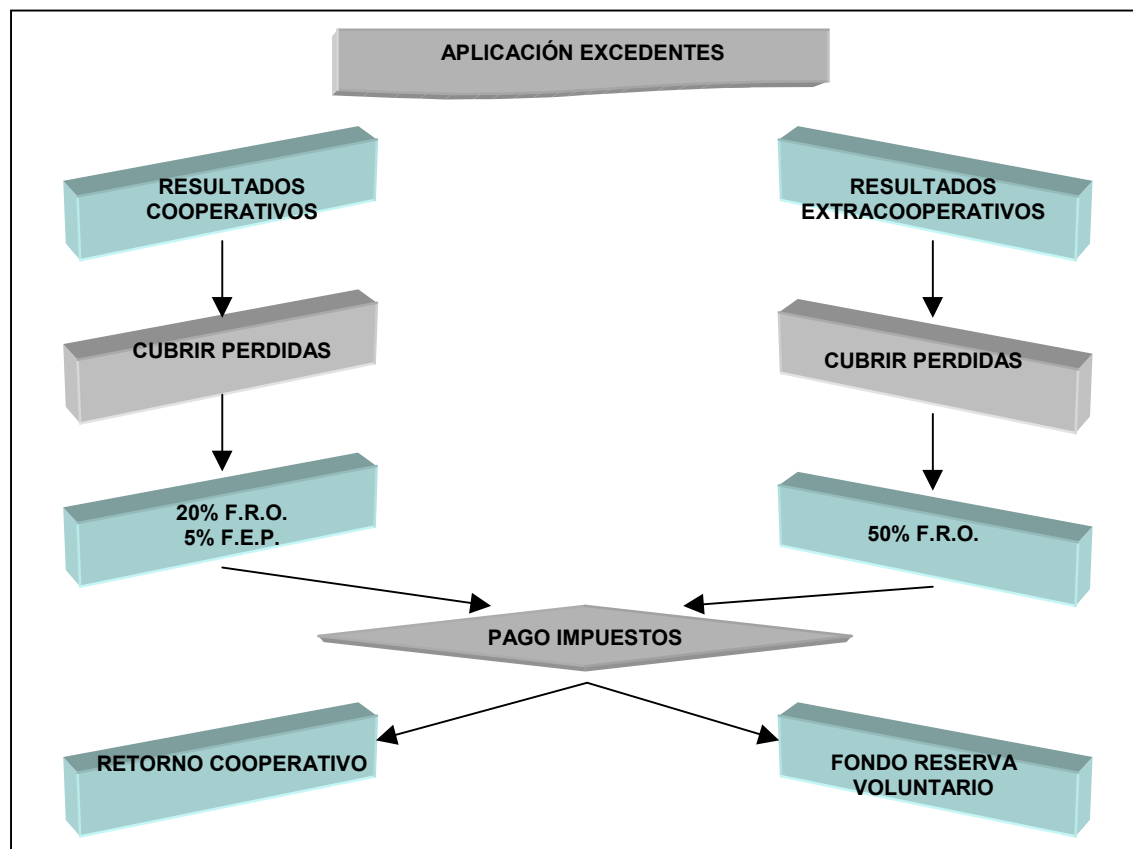 APLICACIÓN EXCEDENTES
RESULTADOS
COOPERATIVOS
RESULTADOS
EXTRACOOPERATIVOS
CUBRIR PERDIDAS
CUBRIR PERDIDAS
20% F.R.O.
5% F.E.P.
50% F.R.O.
PAGO IMPUESTOS
RETORNO COOPERATIVO
FONDO RESERVA
VOLUNTARIO